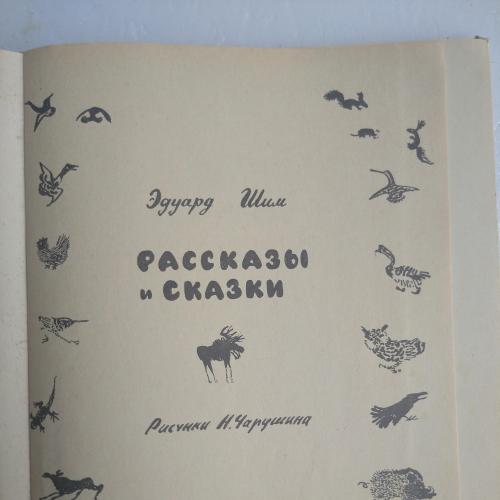 Эдуард Шим
РАССКАЗЫ
и СКАЗКИ
Рисунки Н. Чарушина